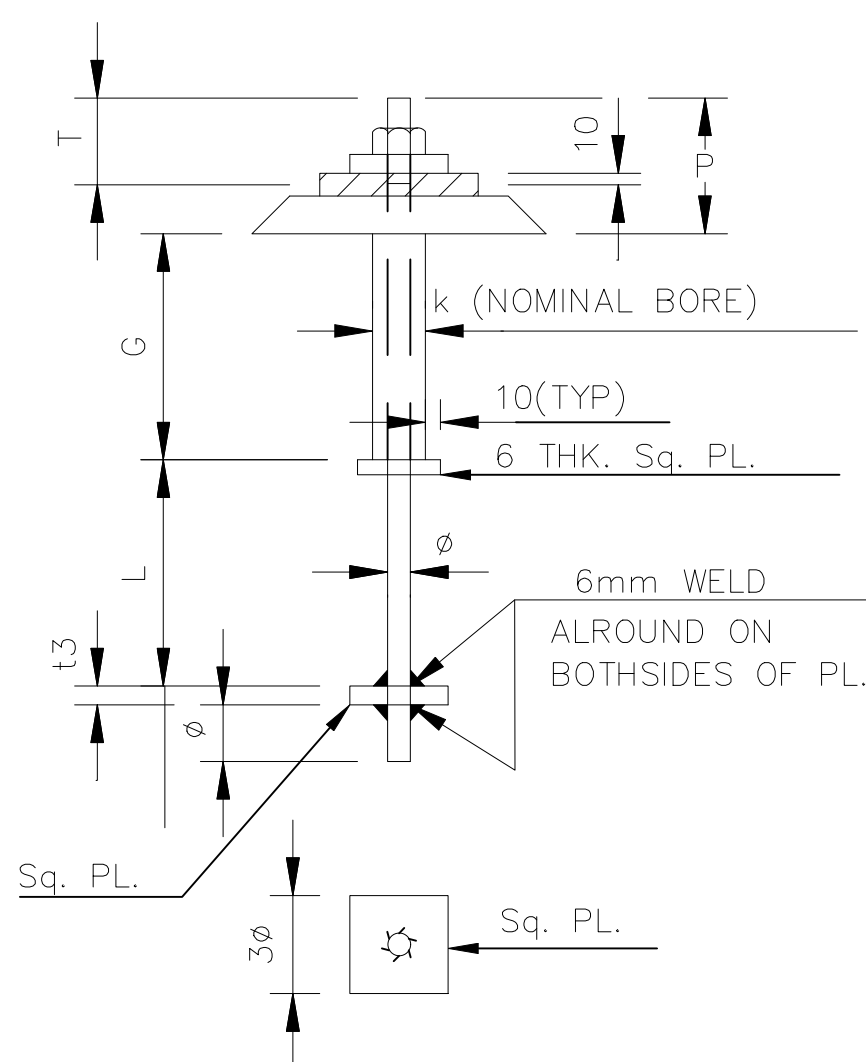 T
10
P
k (NOMINAL BORE)
G
10(TYP)
6 THK. Sq. PL.
L
ø
6mm WELD
ALROUND ON
BOTHSIDES OF PL.
t3
ø
Sq. PL.
3ø
Sq. PL.